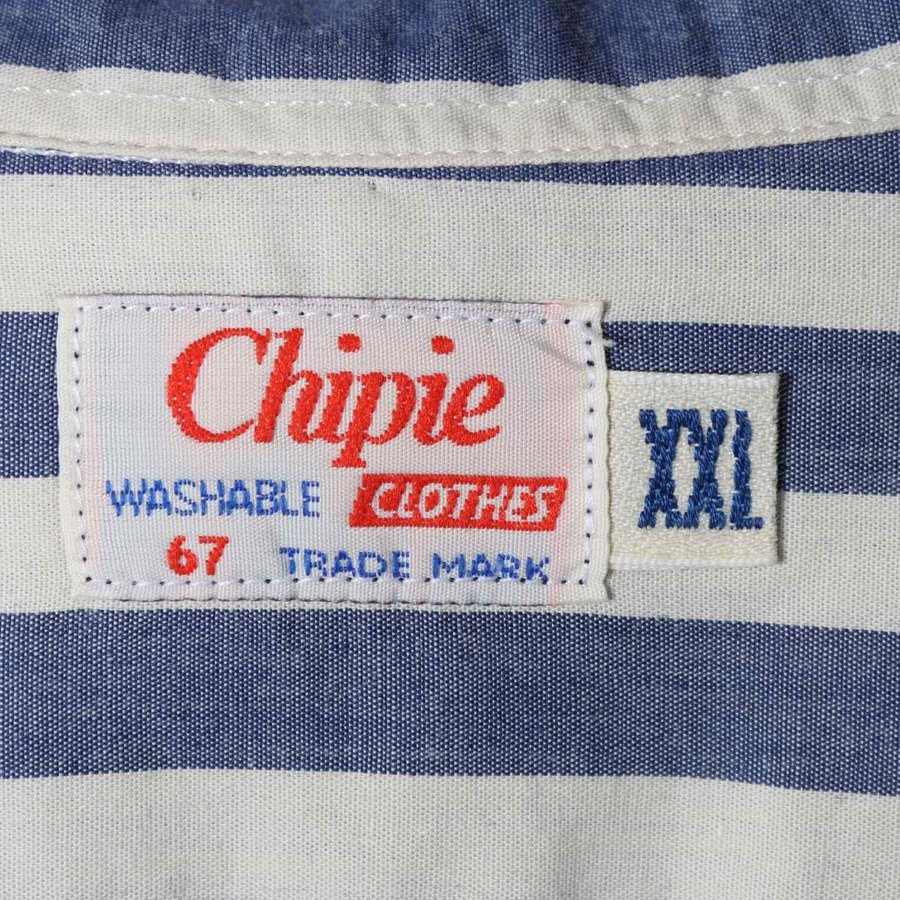 Chipie
WASHABLE CLOTHES
67 TRADE MARK
XXL